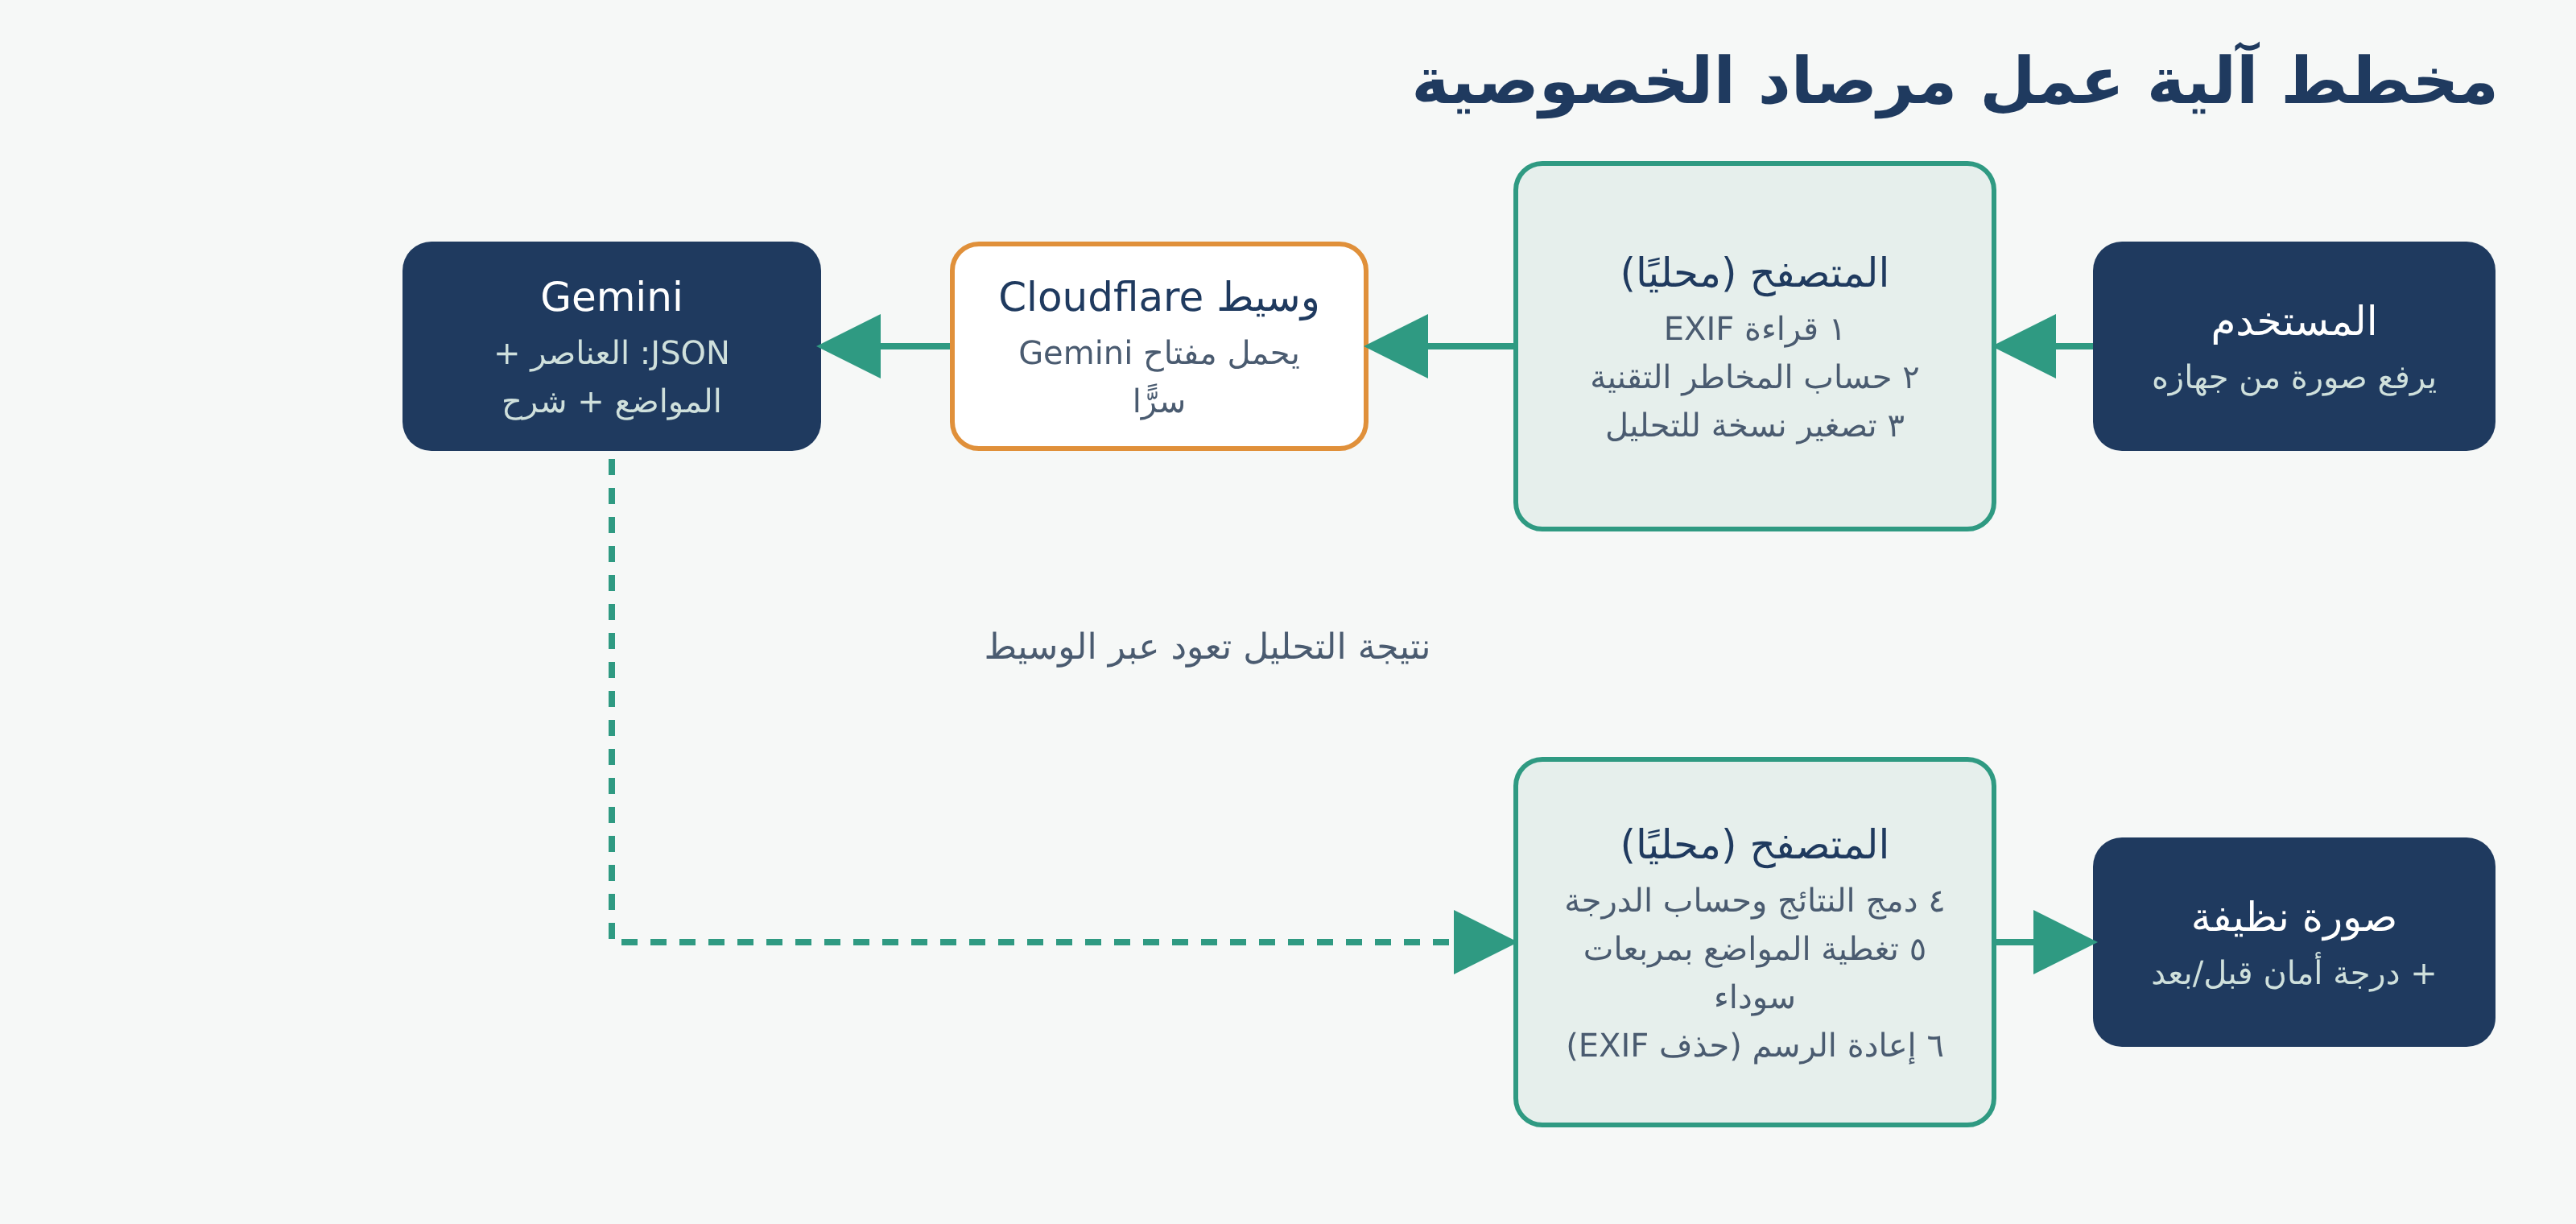 مخطط آلية عمل مرصاد الخصوصية
المستخدم
يرفع صورة من جهازه
المتصفح (محليًا)
١ قراءة EXIF
٢ حساب المخاطر التقنية
٣ تصغير نسخة للتحليل
وسيط Cloudflare
يحمل مفتاح Gemini
سرًّا
Gemini
JSON: العناصر +
المواضع + شرح
نتيجة التحليل تعود عبر الوسيط
المتصفح (محليًا)
٤ دمج النتائج وحساب الدرجة
٥ تغطية المواضع بمربعات
سوداء
٦ إعادة الرسم (حذف EXIF)
صورة نظيفة
+ درجة أمان قبل/بعد